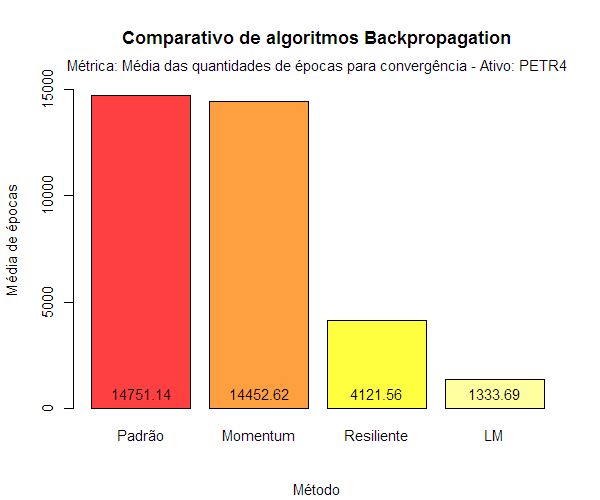 Comparativo de algoritmos Backpropagation
Métrica: Média das quantidades de épocas para convergência - Ativo: PETR4
Média de épocas
15000
10000
5000
0
14751.14
14452.62
4121.56
1333.69
Padrão
Momentum
Resiliente
LM
Método